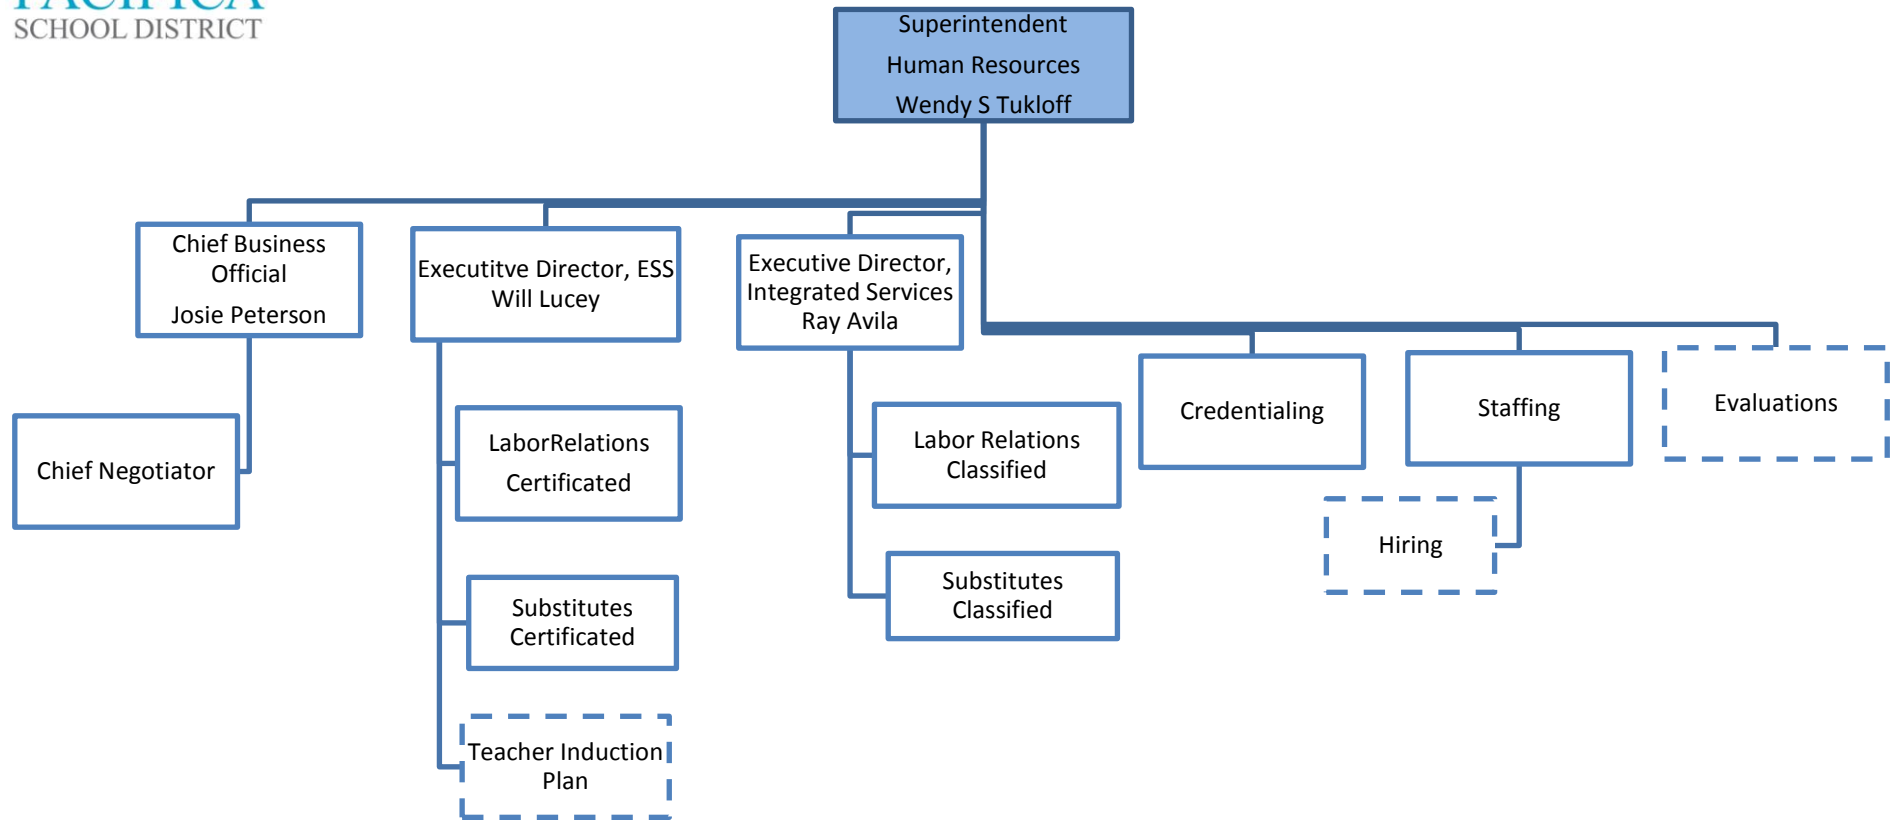 PACIFICA
SCHOOL DISTRICT
Superintendent
Human Resources
Wendy S Tukloff
Chief Business
Official
Josie Peterson
Executitve Director, ESS
Will Lucey
Executive Director,
Integrated Services
Ray Avila
Chief Negotiator
LaborRelations
Certificated
Substitutes
Certificated
Teacher Induction
Plan
Labor Relations
Classified
Substitutes
Classified
Credentialing
Staffing
Hiring
Evaluations